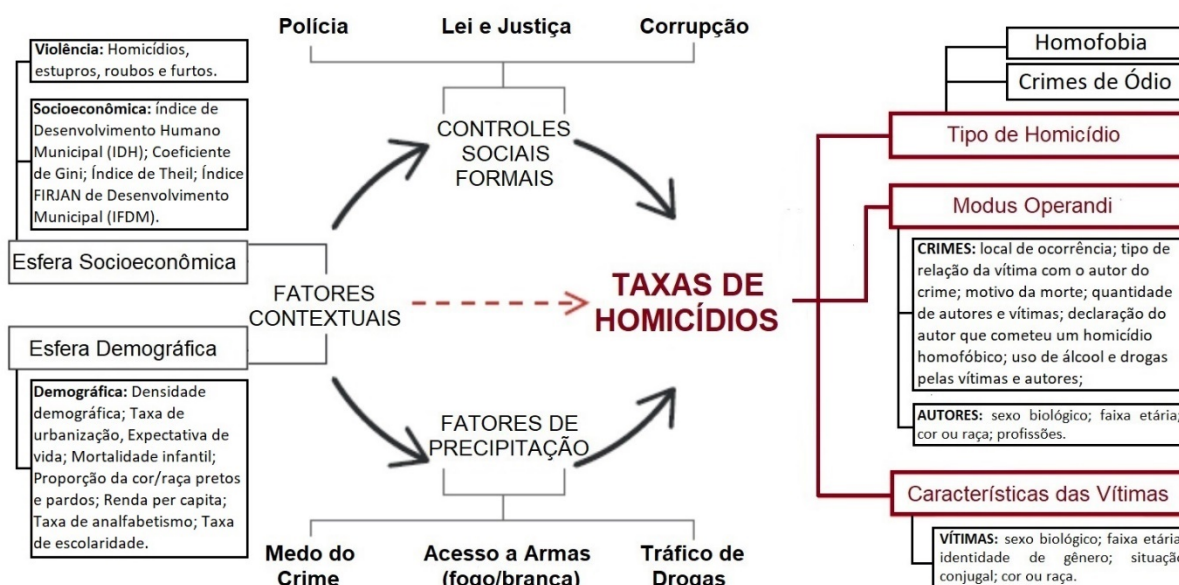 Polícia
Lei e Justiça
Corrupção
Violência: Homicídios,
estupros, roubos e furtos.
Socioeconômica: índice de
Desenvolvimento Humano
Municipal (IDH); Coeficiente
de Gini; Índice de Theil; Índice
FIRJAN de Desenvolvimento
Municipal (IFDM).
Esfera Socioeconômica
Esfera Demográfica
Demográfica: Densidade
demográfica; Taxa de
urbanização, Expectativa de
vida; Mortalidade infantil;
Proporção da cor/raça pretos
e pardos; Renda per capita;
Taxa de analfabetismo; Taxa
de escolaridade.
FATORES
CONTEXTUAIS
CONTROLES
SOCIAIS
FORMAIS
FATORES DE
PRECIPITAÇÃO
Medo do
Crime
Acesso a Armas
(fogo/branca)
Tráfico de
Drogas
TAXAS DE
HOMICÍDIOS
Homofobia
Crimes de Ódio
Tipo de Homicídio
Modus Operandi
CRIMES: local de ocorrência; tipo de
relação da vítima com o autor do
crime; motivo da morte; quantidade
de autores e vítimas; declaração do
autor que cometeu um homicídio
homofóbico; uso de álcool e drogas
pelas vítimas e autores;
AUTORES: sexo biológico; faixa etária;
cor ou raça; profissões.
Características das Vítimas
VÍTIMAS: sexo biológico; faixa etária
identidade de gênero; situação
conjugal; cor ou raça.